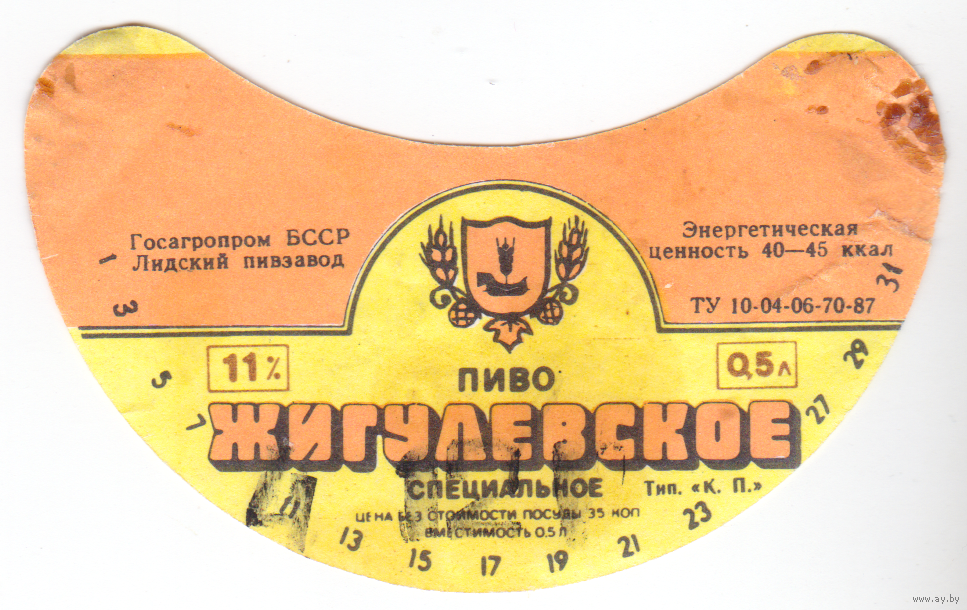 Госагропром БССР
Лидский пивзавод
Энергетическая
ценность 40—45 ккал
ТУ 10-04-06-70-87
11%
0,5 л
ПИВО
ЖИГУЛЕВСКОЕ
СПЕЦИАЛЬНОЕ
Тип. «К. П.»
ЦЕНА БЕЗ СТОИМОСТИ ПОСУДЫ 35 КОП
ВМЕСТИМОСТЬ 0.5 Л
1 3 5 7 11 13 15 17 19 21 23 27 29 31
www.ay.by